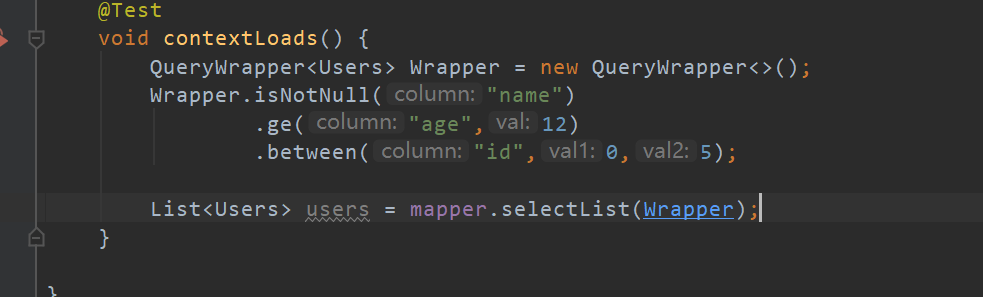 @Test
void contextLoads() {
QueryWrapper<Users> Wrapper = new QueryWrapper<>();
Wrapper.isNotNull( column: "name")
.ge( column: "age", val: 12)
.between( column: "id", val1: 0, val2: 5);
List<Users> users = mapper.selectList(Wrapper);
}
}